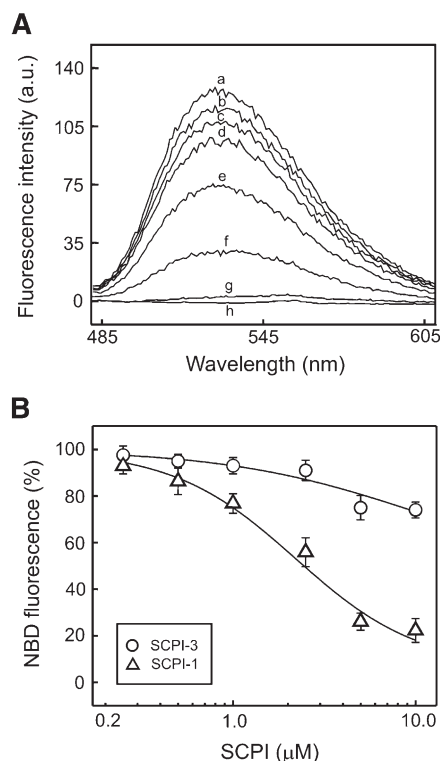 A
Fluorescence intensity (a.u.)
140
105
75
35
0
a
b
c
d
e
f
g
h
485
545
605
Wavelength (nm)
B
NBD fluorescence (%)
100
80
60
40
20
0
SCPI-3
SCPI-1
0.2
1.0
10.0
SCPI (μM)